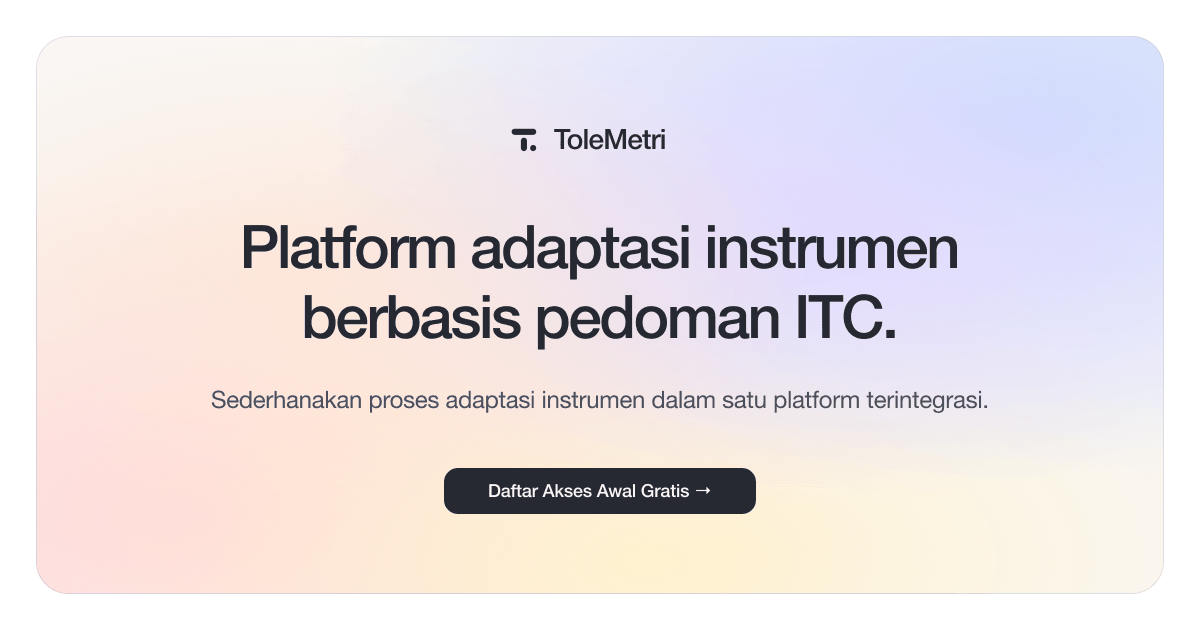 ToleMetri
Platform adaptasi instrumen
berbasis pedoman ITC.
Sederhanakan proses adaptasi instrumen dalam satu platform terintegrasi.
Daftar Akses Awal Gratis →